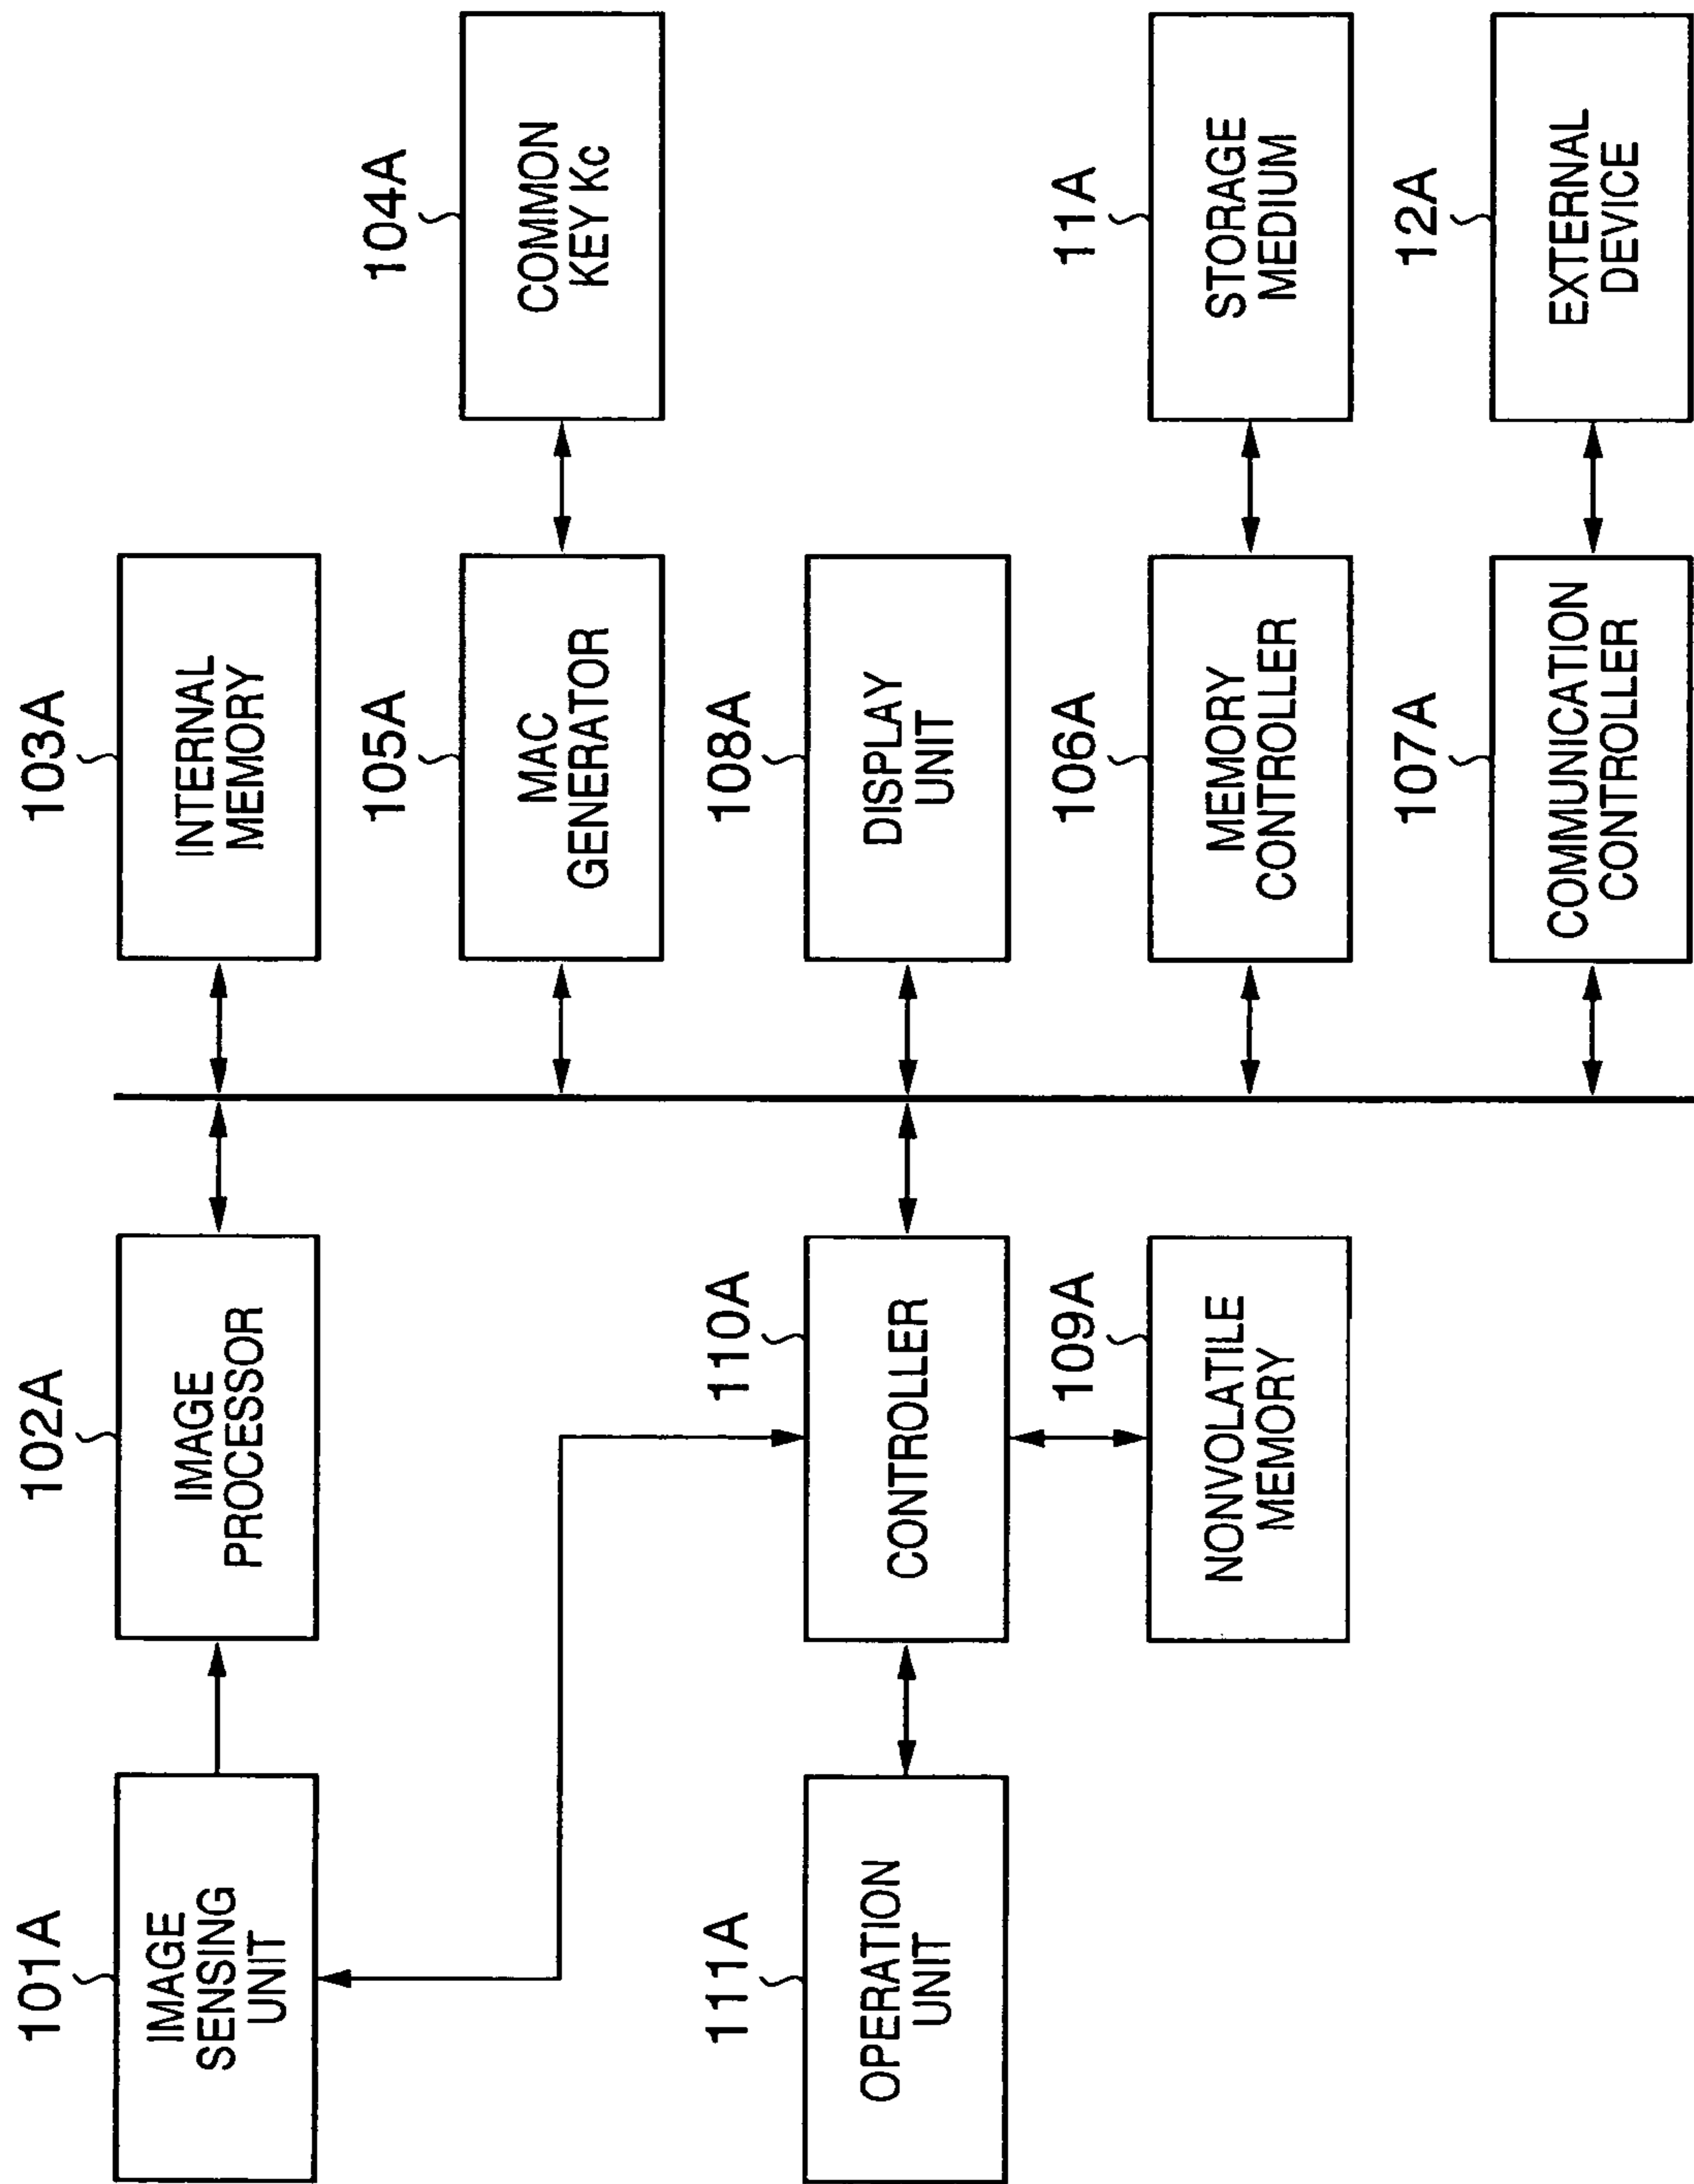 101A
IMAGE
SENSING
UNIT
102A
IMAGE
PROCESSOR
103A
INTERNAL
MEMORY
105A
MAC
GENERATOR
104A
COMMON
KEY Kc
111A
OPERATION
UNIT
110A
CONTROLLER
108A
DISPLAY
UNIT
109A
NONVOLATILE
MEMORY
106A
MEMORY
CONTROLLER
11A
STORAGE
MEDIUM
107A
COMMUNICATION
CONTROLLER
12A
EXTERNAL
DEVICE